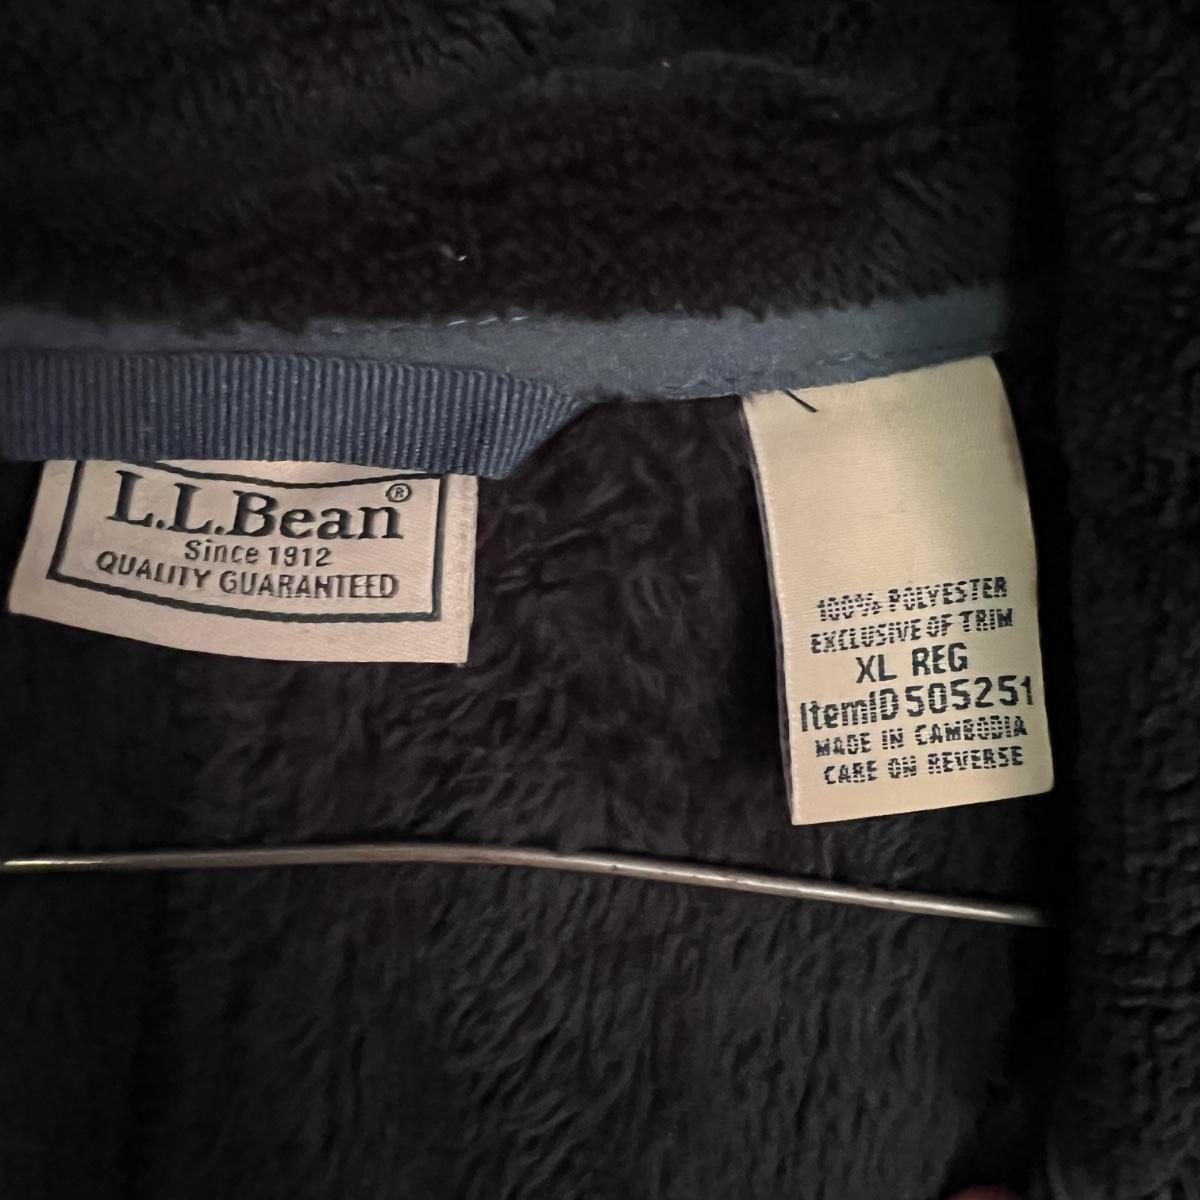 L.L.Bean®
Since 1912
QUALITY GUARANTEED
100% POLYESTER
EXCLUSIVE OF TRIM
XL REG
ItemID 505251
MADE IN CAMBODIA
CARE ON REVERSE